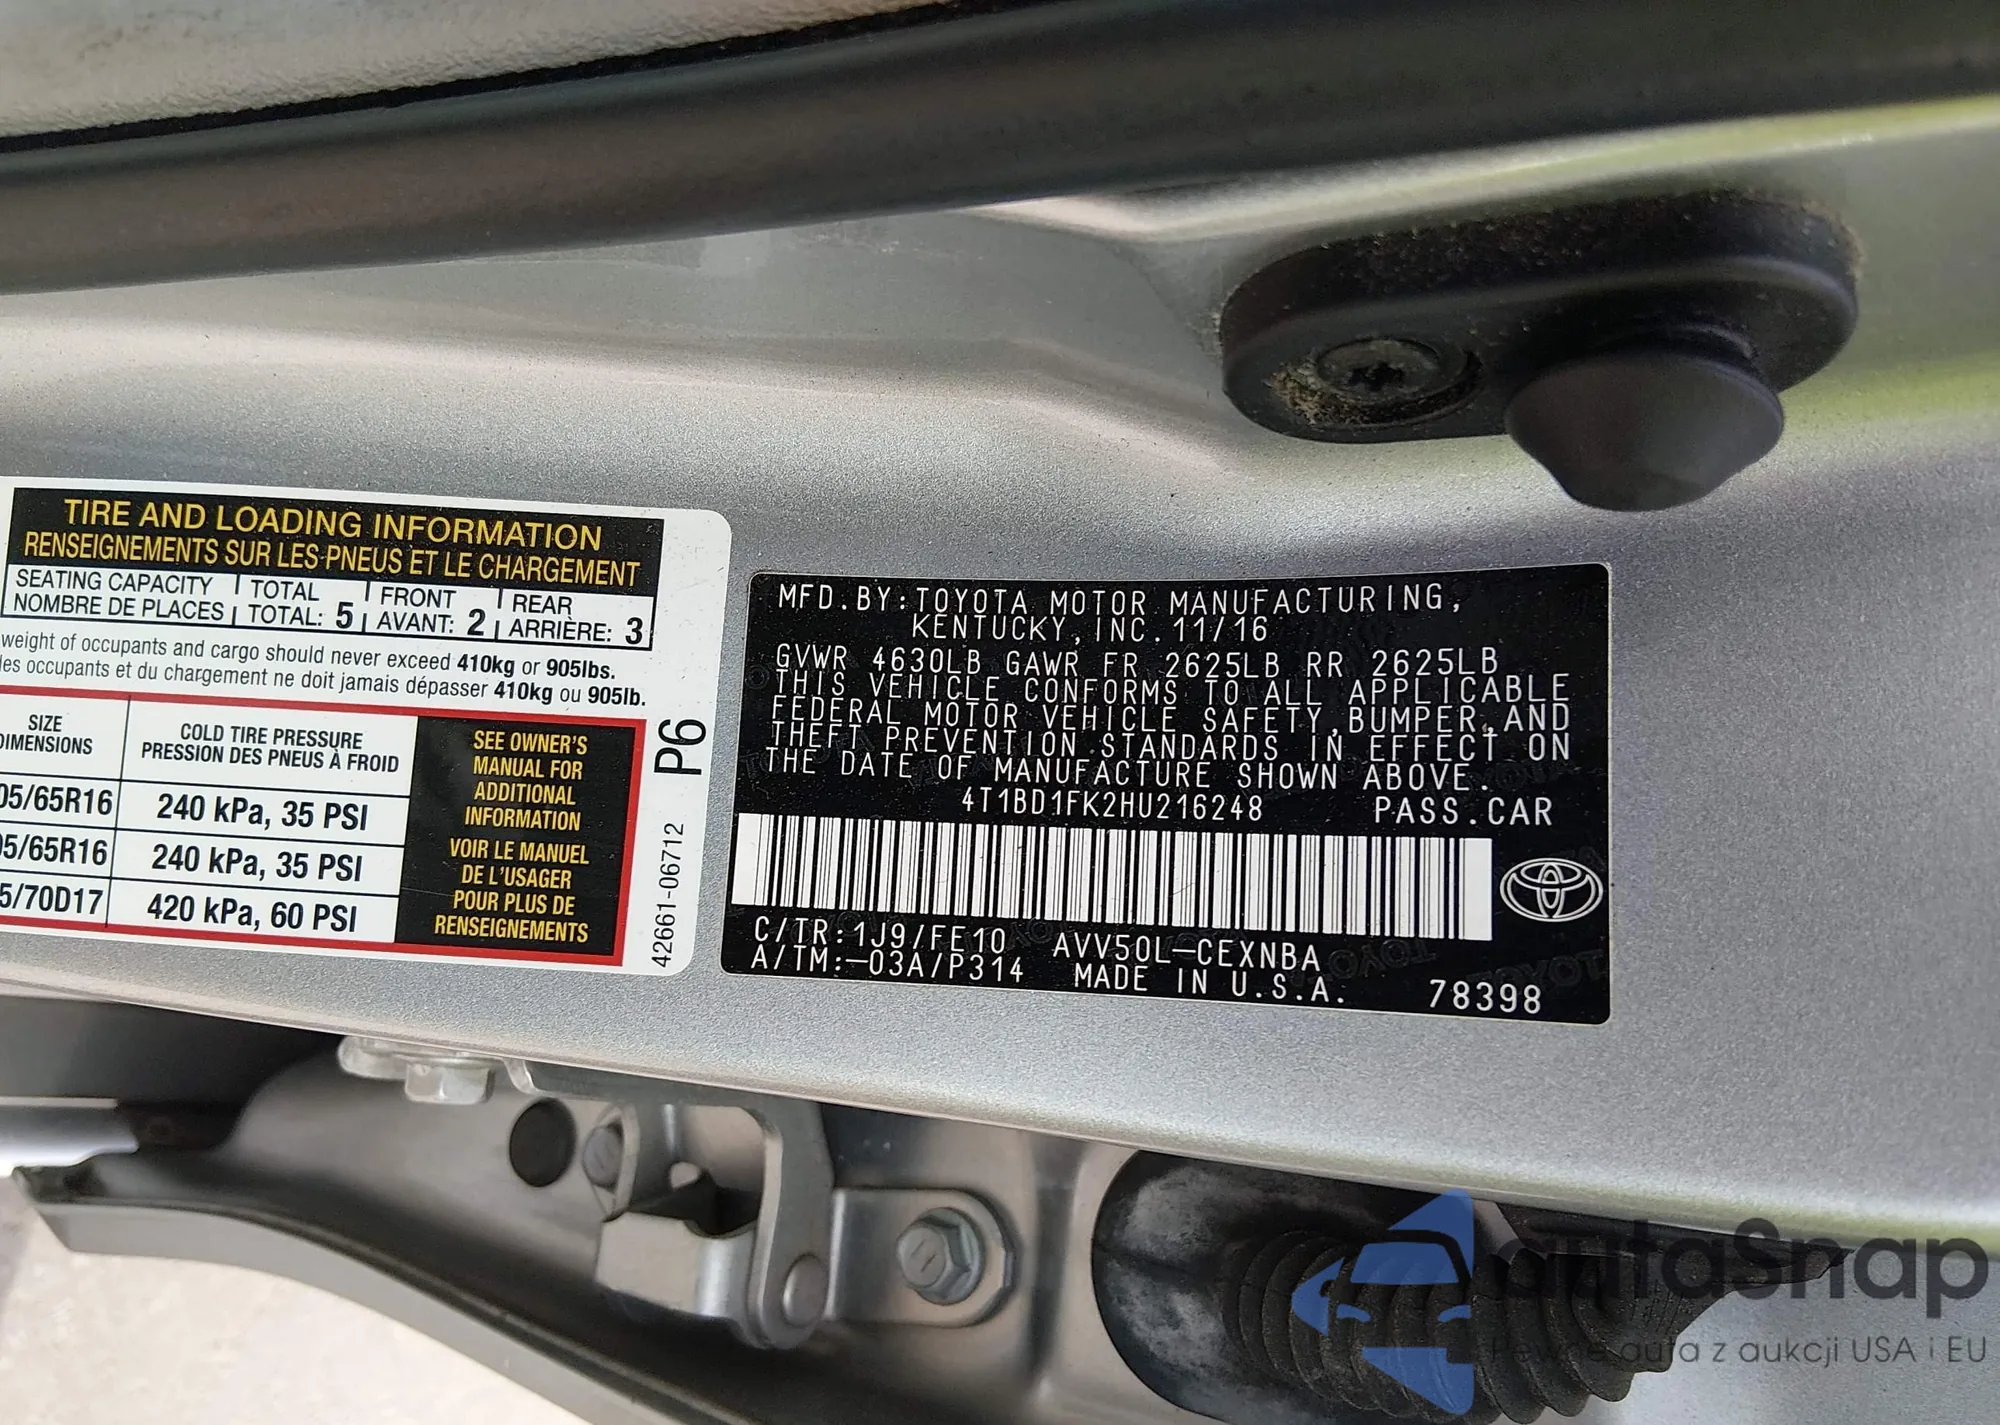 TIRE AND LOADING INFORMATION
RENSEIGNEMENTS SUR LES PNEUS ET LE CHARGEMENT
SEATING CAPACITY TOTAL FRONT REAR
NOMBRE DE PLACES TOTAL: 5 AVANT: 2 ARRIÈRE: 3
weight of occupants and cargo should never exceed 410kg or 905lbs.
des occupants et du chargement ne doit jamais dépasser 410kg ou 905lb.
SIZE
DIMENSIONS
COLD TIRE PRESSURE
PRESSION DES PNEUS À FROID
05/65R16 240 kPa, 35 PSI
05/65R16 240 kPa, 35 PSI
5/70D17 420 kPa, 60 PSI
SEE OWNER'S
MANUAL FOR
ADDITIONAL
INFORMATION
VOIR LE MANUEL
DE L'USAGER
POUR PLUS DE
RENSEIGNEMENTS
P6
42661-06712
MFD.BY:TOYOTA MOTOR MANUFACTURING,
KENTUCKY,INC.11/16
GVWR 4630LB GAWR FR 2625LB RR 2625LB
THIS VEHICLE CONFORMS TO ALL APPLICABLE
FEDERAL MOTOR VEHICLE SAFETY,BUMPER,AND
THEFT PREVENTION STANDARDS IN EFFECT ON
THE DATE OF MANUFACTURE SHOWN ABOVE.
4T1BD1FK2HU216248 PASS.CAR
C/TR:1J9/FE10 AVV50L-CEXNBA
A/TM:-03A/P314 MADE IN U.S.A. 78398
autoSnap
Pewne auta z aukcji USA i EU